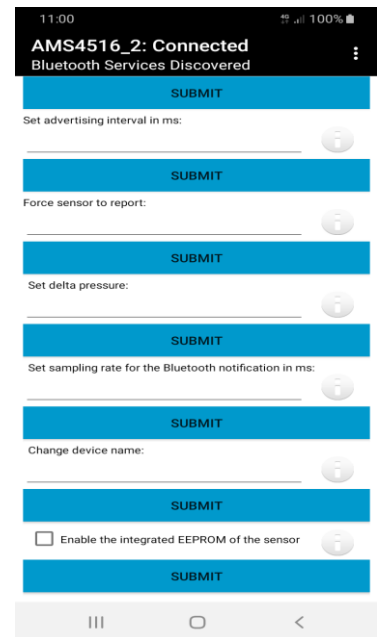 11:00
4G 100%
AMS4516_2: Connected
Bluetooth Services Discovered
SUBMIT
Set advertising interval in ms:
SUBMIT
Force sensor to report:
SUBMIT
Set delta pressure:
SUBMIT
Set sampling rate for the Bluetooth notification in ms:
SUBMIT
Change device name:
SUBMIT
Enable the integrated EEPROM of the sensor
SUBMIT